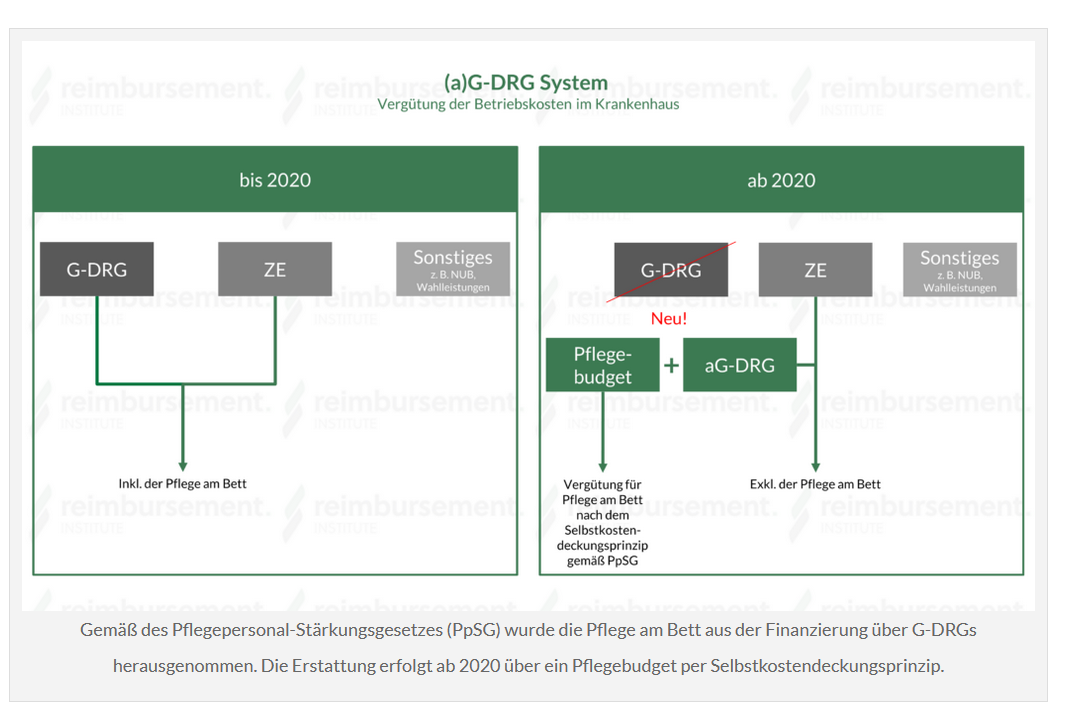 (a)G-DRG System
Vergütung der Betriebskosten im Krankenhaus
bis 2020
G-DRG
ZE
Sonstiges
z. B. NUB,
Wahlleistungen
Inkl. der Pflege am Bett
ab 2020
G-DRG
ZE
Sonstiges
z. B. NUB,
Wahlleistungen
Neu!
Pflege-
budget
+
aG-DRG
Vergütung für
Pflege am Bett
nach dem
Selbstkosten-
deckungsprinzip
gemäß PpSG
Exkl. der Pflege am Bett
reimbursement.
INSTITUTE
Gemäß des Pflegepersonal-Stärkungsgesetzes (PpSG) wurde die Pflege am Bett aus der Finanzierung über G-DRGs
herausgenommen. Die Erstattung erfolgt ab 2020 über ein Pflegebudget per Selbstkostendeckungsprinzip.